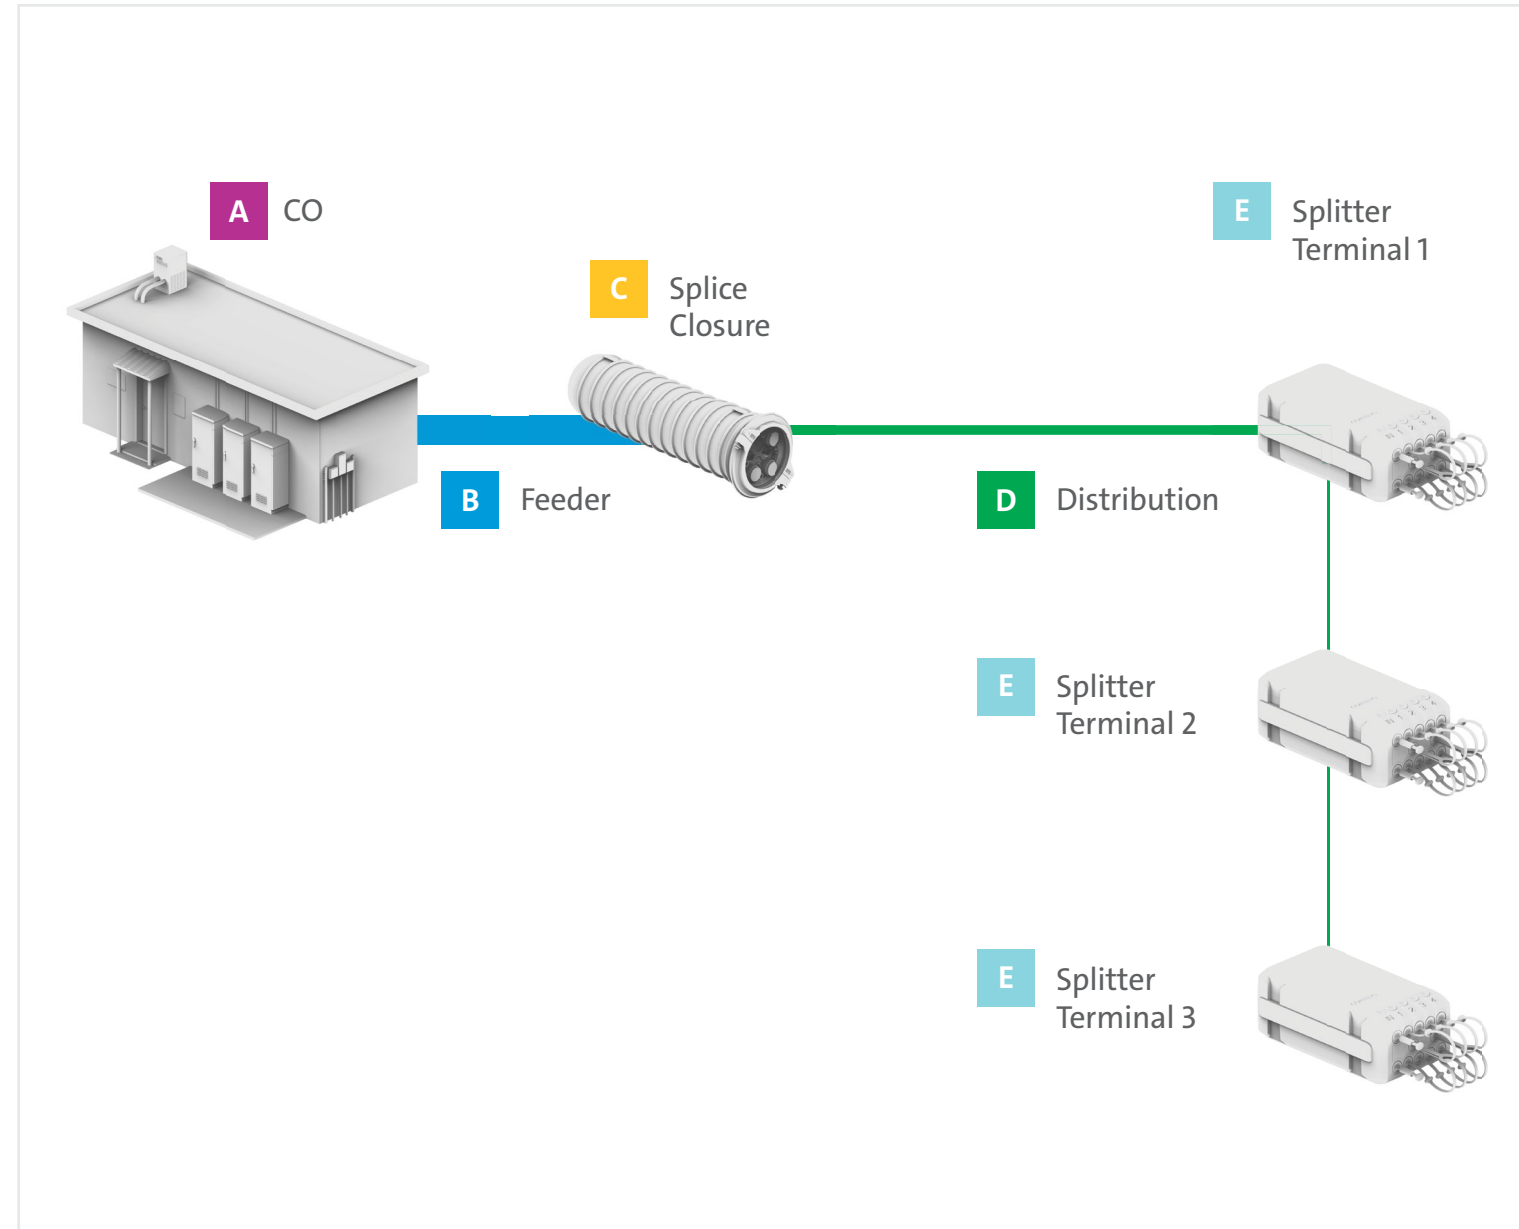 A
CO
E
Splitter
Terminal 1
C
Splice
Closure
B
Feeder
D
Distribution
E
Splitter
Terminal 2
E
Splitter
Terminal 3